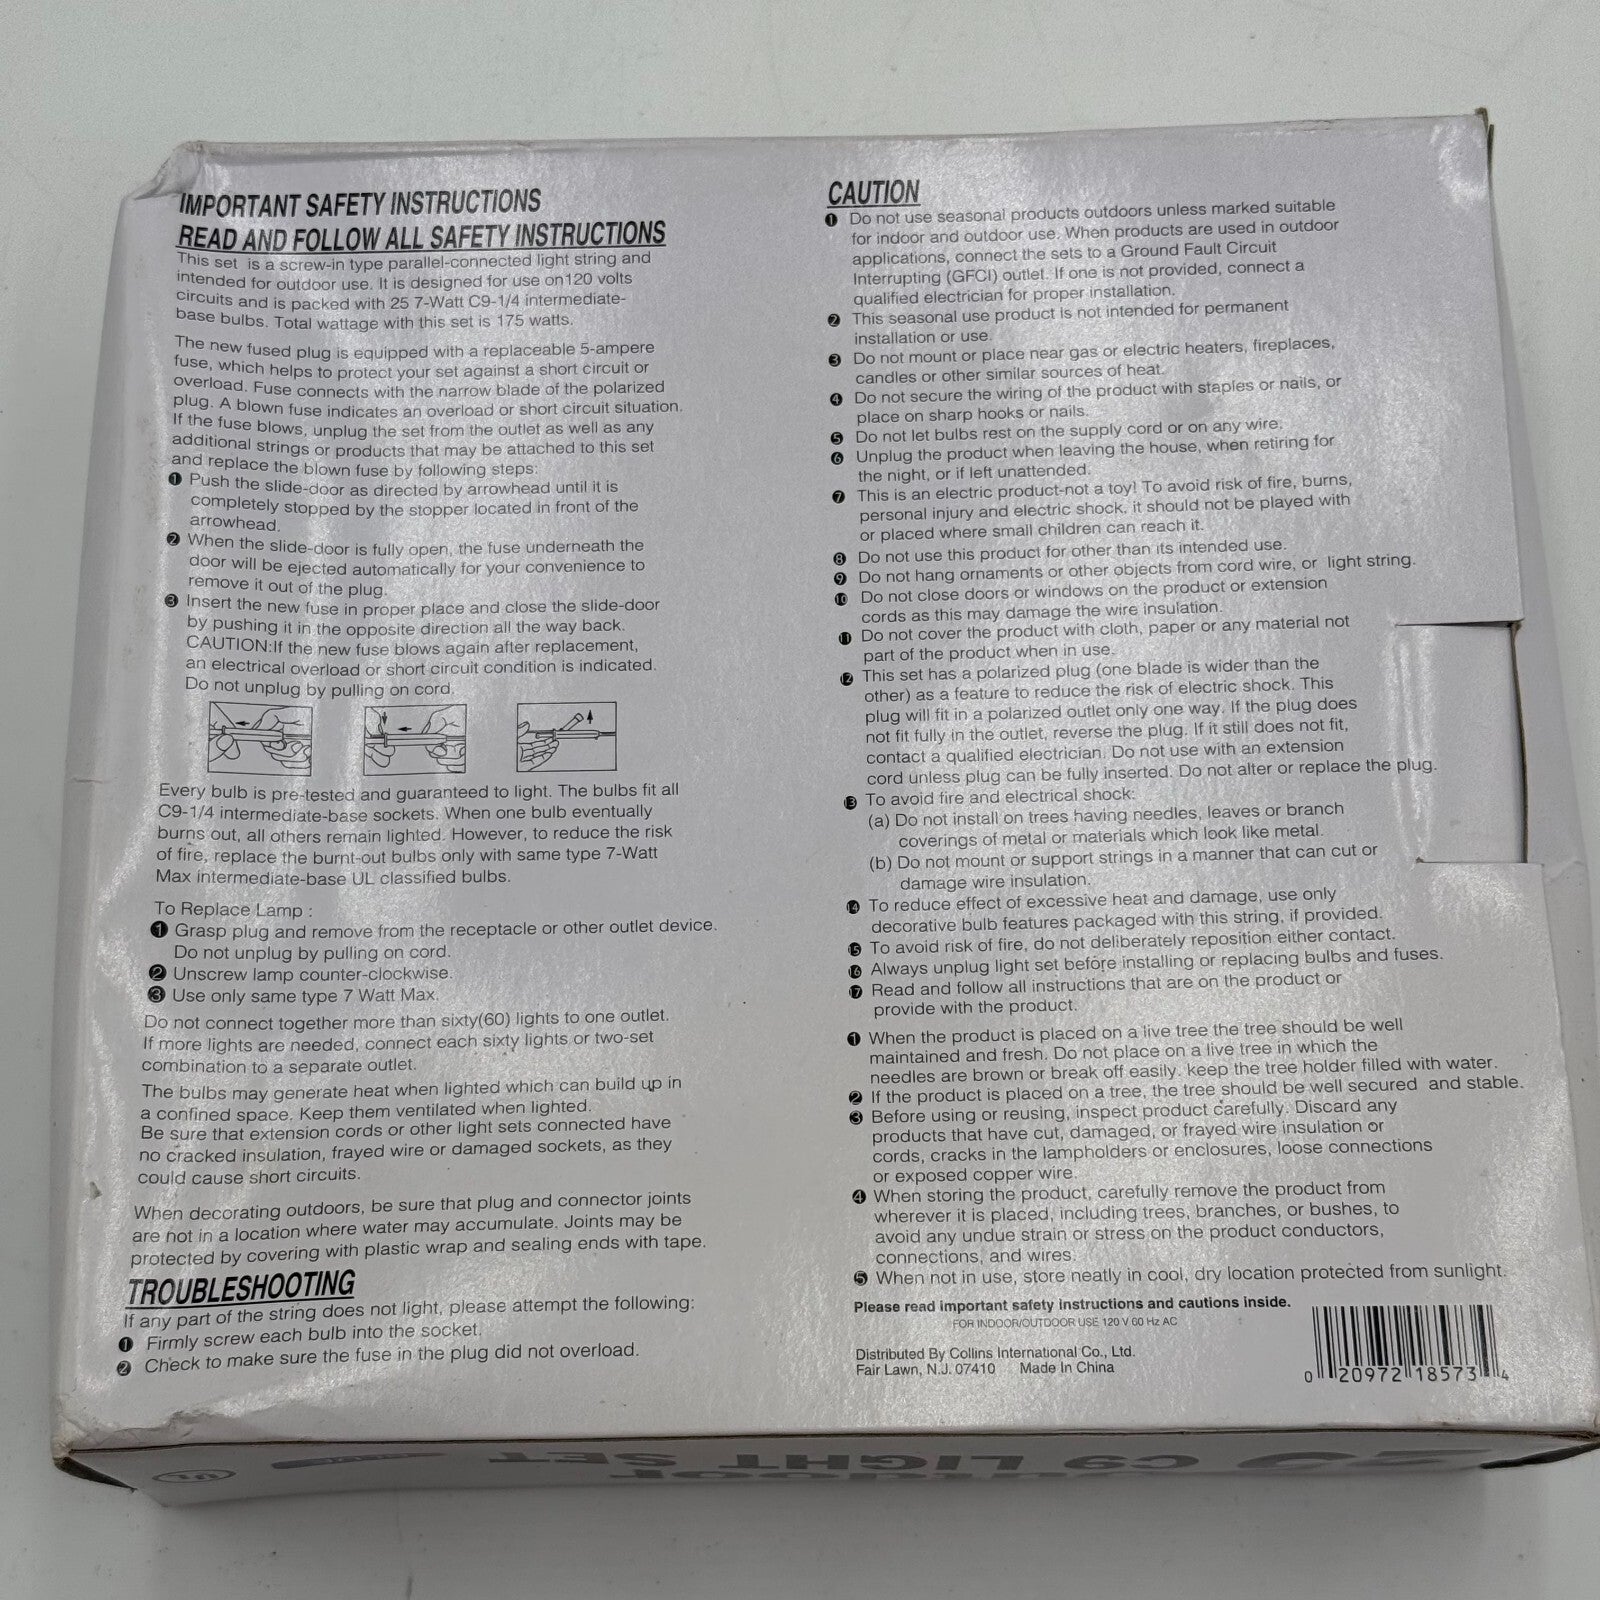 IMPORTANT SAFETY INSTRUCTIONS
READ AND FOLLOW ALL SAFETY INSTRUCTIONS
This set is a screw-in type parallel-connected light string and
intended for outdoor use. It is designed for use on120 volts
circuits and is packed with 25 7-Watt C9-1/4 intermediate-
base bulbs. Total wattage with this set is 175 watts.
The new fused plug is equipped with a replaceable 5-ampere
fuse, which helps to protect your set against a short circuit or
overload. Fuse connects with the narrow blade of the polarized
plug. A blown fuse indicates an overload or short circuit situation.
If the fuse blows, unplug the set from the outlet as well as any
additional strings or products that may be attached to this set
and replace the blown fuse by following steps:
❶ Push the slide-door as directed by arrowhead until it is
completely stopped by the stopper located in front of the
arrowhead.
❷ When the slide-door is fully open, the fuse underneath the
door will be ejected automatically for your convenience to
remove it out of the plug.
❸ Insert the new fuse in proper place and close the slide-door
by pushing it in the opposite direction all the way back.
CAUTION:If the new fuse blows again after replacement,
an electrical overload or short circuit condition is indicated.
Do not unplug by pulling on cord.
Every bulb is pre-tested and guaranteed to light. The bulbs fit all
C9-1/4 intermediate-base sockets. When one bulb eventually
burns out, all others remain lighted. However, to reduce the risk
of fire, replace the burnt-out bulbs only with same type 7-Watt
Max intermediate-base UL classified bulbs.
To Replace Lamp :
❶ Grasp plug and remove from the receptacle or other outlet device.
Do not unplug by pulling on cord.
❷ Unscrew lamp counter-clockwise.
❸ Use only same type 7 Watt Max.
Do not connect together more than sixty(60) lights to one outlet.
If more lights are needed, connect each sixty lights or two-set
combination to a separate outlet.
The bulbs may generate heat when lighted which can build up in
a confined space. Keep them ventilated when lighted.
Be sure that extension cords or other light sets connected have
no cracked insulation, frayed wire or damaged sockets, as they
could cause short circuits.
When decorating outdoors, be sure that plug and connector joints
are not in a location where water may accumulate. Joints may be
protected by covering with plastic wrap and sealing ends with tape.
TROUBLESHOOTING
If any part of the string does not light, please attempt the following:
❶ Firmly screw each bulb into the socket.
❷ Check to make sure the fuse in the plug did not overload.
CAUTION
❶ Do not use seasonal products outdoors unless marked suitable
for indoor and outdoor use. When products are used in outdoor
applications, connect the sets to a Ground Fault Circuit
Interrupting (GFCI) outlet. If one is not provided, connect a
qualified electrician for proper installation.
❷ This seasonal use product is not intended for permanent
installation or use.
❸ Do not mount or place near gas or electric heaters, fireplaces,
candles or other similar sources of heat.
❹ Do not secure the wiring of the product with staples or nails, or
place on sharp hooks or nails.
❺ Do not let bulbs rest on the supply cord or on any wire.
❻ Unplug the product when leaving the house, when retiring for
the night, or if left unattended.
❼ This is an electric product-not a toy! To avoid risk of fire, burns,
personal injury and electric shock, it should not be played with
or placed where small children can reach it.
❽ Do not use this product for other than its intended use.
❾ Do not hang ornaments or other objects from cord wire, or light string.
❿ Do not close doors or windows on the product or extension
cords as this may damage the wire insulation.
⓫ Do not cover the product with cloth, paper or any material not
part of the product when in use.
⓬ This set has a polarized plug (one blade is wider than the
other) as a feature to reduce the risk of electric shock. This
plug will fit in a polarized outlet only one way. If the plug does
not fit fully in the outlet, reverse the plug. If it still does not fit,
contact a qualified electrician. Do not use with an extension
cord unless plug can be fully inserted. Do not alter or replace the plug.
⓭ To avoid fire and electrical shock:
(a) Do not install on trees having needles, leaves or branch
coverings of metal or materials which look like metal.
(b) Do not mount or support strings in a manner that can cut or
damage wire insulation.
⓮ To reduce effect of excessive heat and damage, use only
decorative bulb features packaged with this string, if provided.
⓯ To avoid risk of fire, do not deliberately reposition either contact.
⓰ Always unplug light set before installing or replacing bulbs and fuses.
⓱ Read and follow all instructions that are on the product or
provide with the product.
❶ When the product is placed on a live tree the tree should be well
maintained and fresh. Do not place on a live tree in which the
needles are brown or break off easily. keep the tree holder filled with water.
❷ If the product is placed on a tree, the tree should be well secured and stable.
❸ Before using or reusing, inspect product carefully. Discard any
products that have cut, damaged, or frayed wire insulation or
cords, cracks in the lampholders or enclosures, loose connections
or exposed copper wire.
❹ When storing the product, carefully remove the product from
wherever it is placed, including trees, branches, or bushes, to
avoid any undue strain or stress on the product conductors,
connections, and wires.
❺ When not in use, store neatly in cool, dry location protected from sunlight.
Please read important safety instructions and cautions inside.
FOR INDOOR/OUTDOOR USE 120 V 60 Hz AC
Distributed By Collins International Co., Ltd.
Fair Lawn, N.J. 07410 Made In China
0 20972 18573 4
C9 LIGHT SET